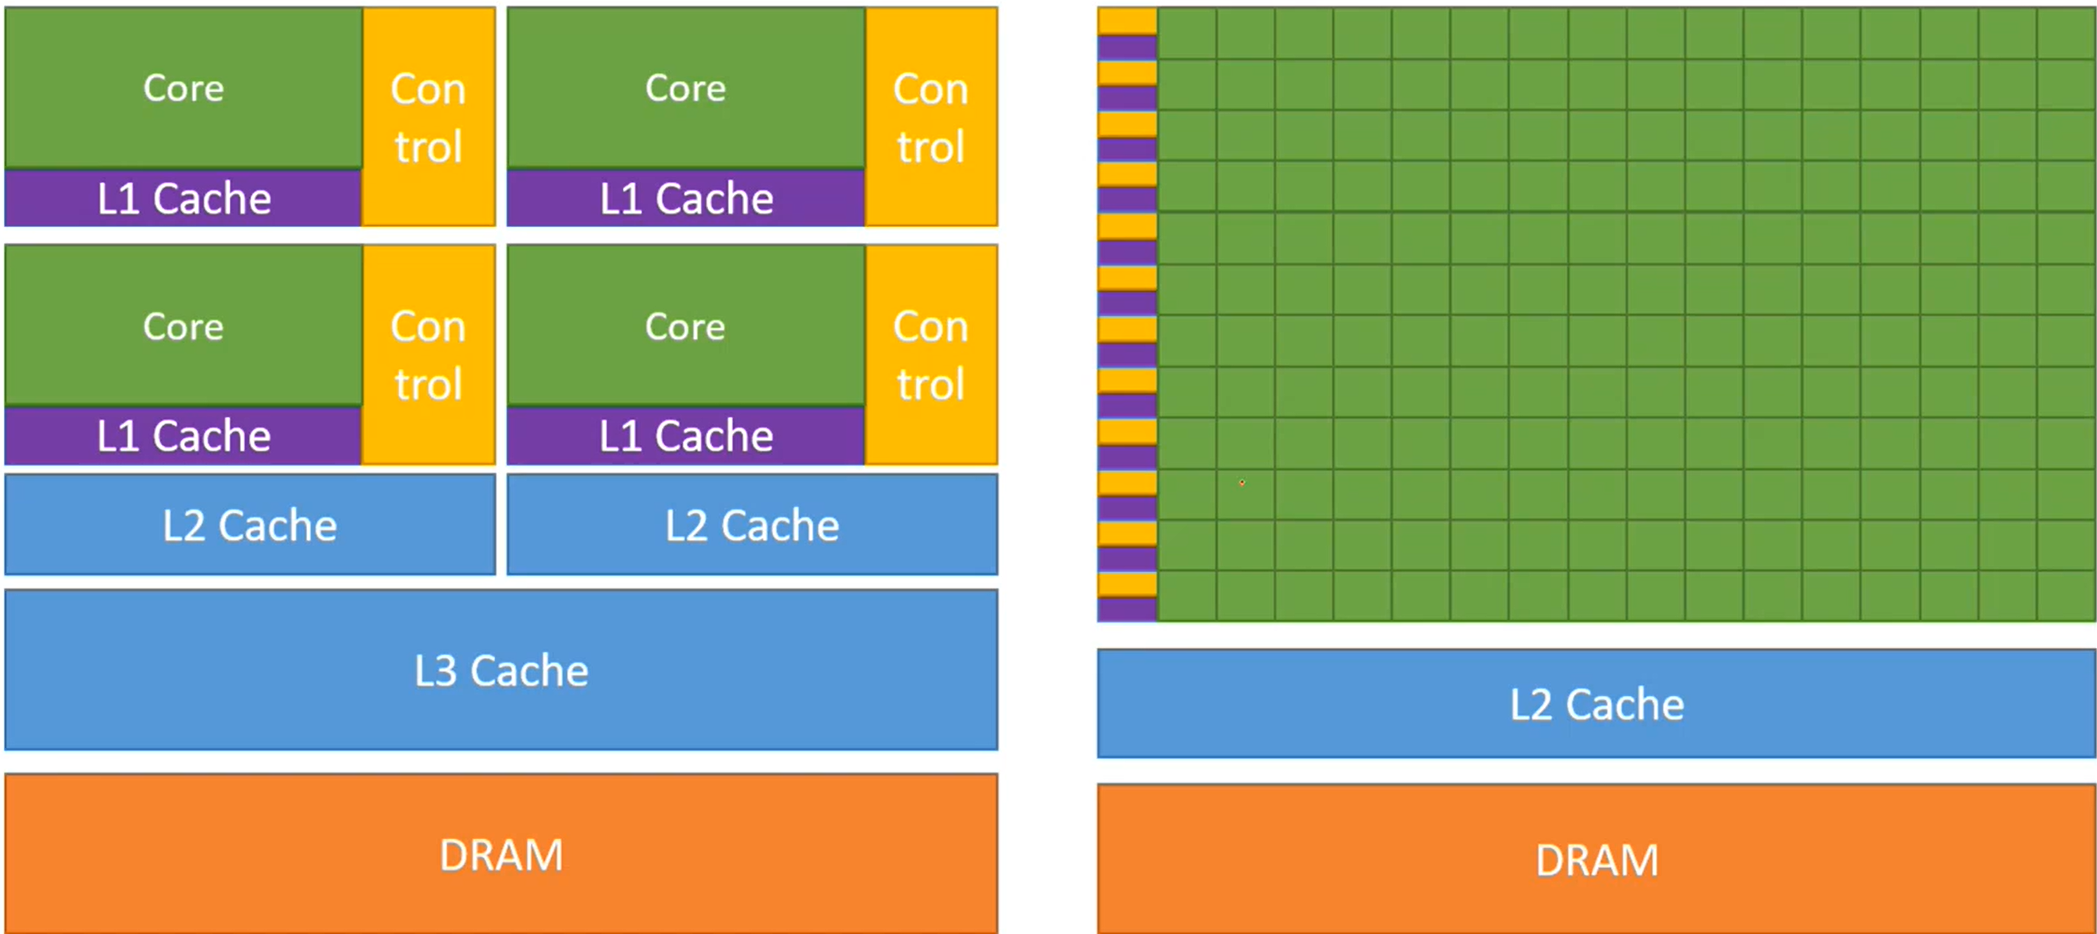 Core
Con
trol
L1 Cache
Core
Con
trol
L1 Cache
Core
Con
trol
L1 Cache
Core
Con
trol
L1 Cache
L2 Cache
L2 Cache
L3 Cache
DRAM
L2 Cache
DRAM